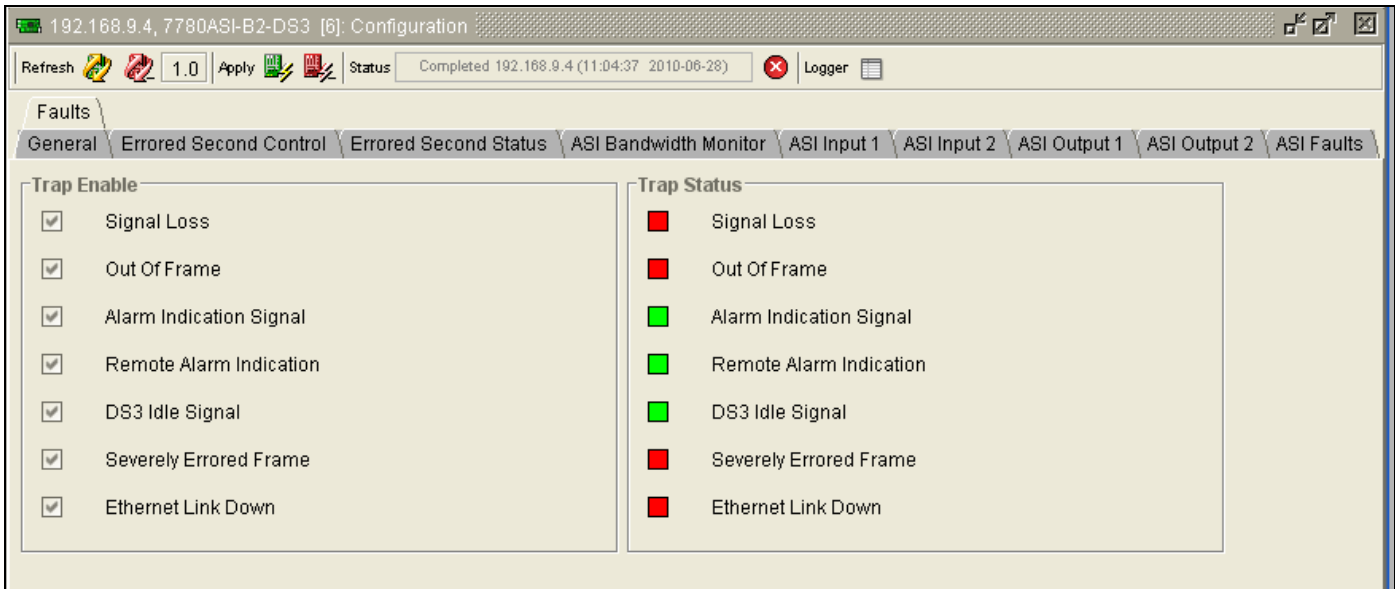 192.168.9.4, 7780ASI-B2-DS3 [6]: Configuration
Refresh 1.0 Apply Status Completed 192.168.9.4 (11:04:37 2010-06-28) Logger
Faults
General Errored Second Control Errored Second Status ASI Bandwidth Monitor ASI Input 1 ASI Input 2 ASI Output 1 ASI Output 2 ASI Faults
Trap Enable
Signal Loss
Out Of Frame
Alarm Indication Signal
Remote Alarm Indication
DS3 Idle Signal
Severely Errored Frame
Ethernet Link Down
Trap Status
Signal Loss
Out Of Frame
Alarm Indication Signal
Remote Alarm Indication
DS3 Idle Signal
Severely Errored Frame
Ethernet Link Down